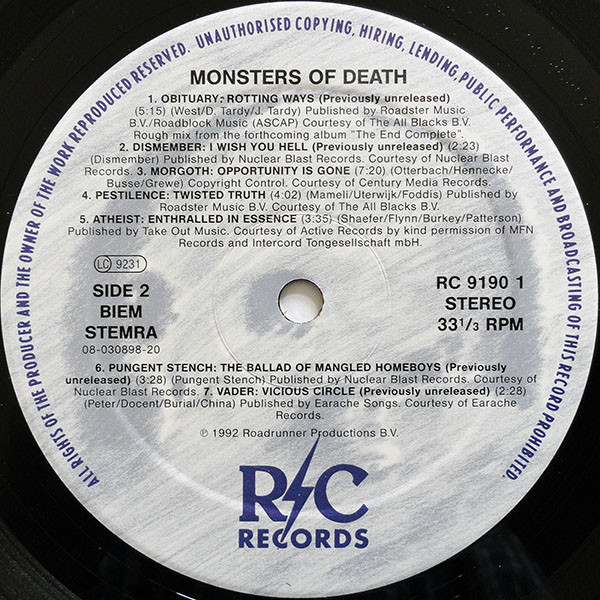 ALL RIGHTS OF THE PRODUCER AND THE OWNER OF THE WORK REPRODUCED RESERVED. UNAUTHORISED COPYING, HIRING, LENDING, PUBLIC PERFORMANCE AND BROADCASTING OF THIS RECORD PROHIBITED.
MONSTERS OF DEATH
1. OBITUARY: ROTTING WAYS (Previously unreleased)
(5:15) (West/D. Tardy/J. Tardy) Published by Roadster Music
B.V./Roadblock Music (ASCAP) Courtesy of The All Blacks B.V.
Rough mix from the forthcoming album "The End Complete".
2. DISMEMBER: I WISH YOU HELL (Previously unreleased) (2:23)
(Dismember) Published by Nuclear Blast Records. Courtesy of Nuclear Blast
Records. 3. MORGOTH: OPPORTUNITY IS GONE (7:20) (Otterbach/Hennecke/
Busse/Grewe) Copyright Control. Courtesy of Century Media Records.
4. PESTILENCE: TWISTED TRUTH (4:02) (Mameli/Uterwijk/Foddis) Published by
Roadster Music B.V. Courtesy of The All Blacks B.V.
5. ATHEIST: ENTHRALLED IN ESSENCE (3:35) (Shaefer/Flynn/Burkey/Patterson)
Published by Take Out Music. Courtesy of Active Records by kind permission of MFN
Records and Intercord Tongesellschaft mbH.
LC 9231
SIDE 2
BIEM
STEMRA
08-030898-20
RC 9190 1
STEREO
33 1/3 RPM
6. PUNGENT STENCH: THE BALLAD OF MANGLED HOMEBOYS (Previously
unreleased) (3:28) (Pungent Stench) Published by Nuclear Blast Records. Courtesy of
Nuclear Blast Records. 7. VADER: VICIOUS CIRCLE (Previously unreleased) (2:28)
(Peter/Docent/Burial/China) Published by Earache Songs. Courtesy of Earache
Records.
℗ 1992 Roadrunner Productions B.V.
R/C
RECORDS